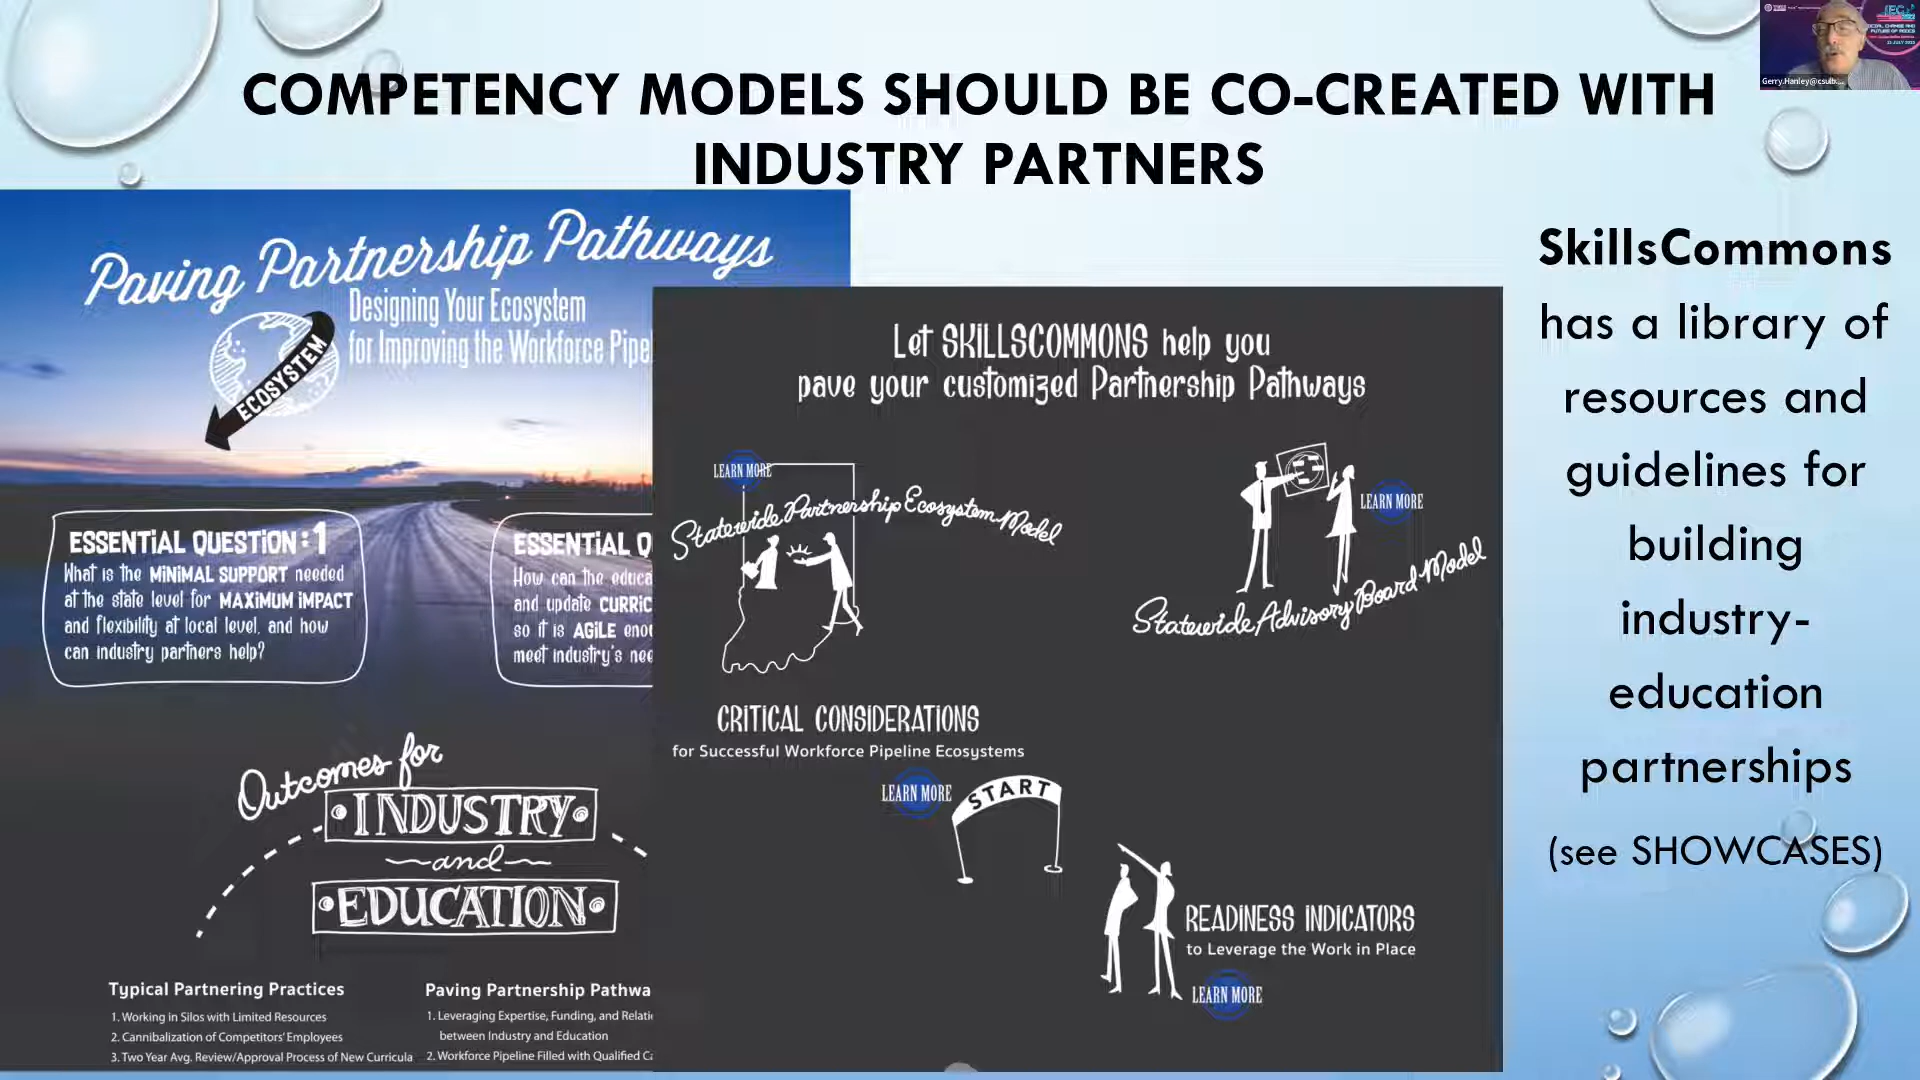 COMPETENCY MODELS SHOULD BE CO-CREATED WITH
INDUSTRY PARTNERS
Gerry.Hanley@csulb...
Paving Partnership Pathways
Designing Your Ecosystem
for Improving the Workforce Pipe
ECOSYSTEM
ESSENTIAL QUESTION:1
What is the MINIMAL SUPPORT needed
at the state level for MAXIMUM IMPACT
and flexibility at local level, and how
can industry partners help?
ESSENTIAL Q
How can the educa
and update CURRIC
so it is AGILE enou
meet industry's nee
Outcomes for
INDUSTRY
and
EDUCATION
Typical Partnering Practices
1. Working in Silos with Limited Resources
2. Cannibalization of Competitors' Employees
3. Two Year Avg. Review/Approval Process of New Curricula
Paving Partnership Pathwa
1. Leveraging Expertise, Funding, and Relati
between Industry and Education
2. Workforce Pipeline Filled with Qualified Ca
Let SKILLSCOMMONS help you
pave your customized Partnership Pathways
LEARN MORE
Statewide Partnership Ecosystem Model
LEARN MORE
Statewide Advisory Board Model
CRITICAL CONSIDERATIONS
for Successful Workforce Pipeline Ecosystems
LEARN MORE
START
READINESS INDICATORS
to Leverage the Work in Place
LEARN MORE
SkillsCommons
has a library of
resources and
guidelines for
building
industry-
education
partnerships
(see SHOWCASES)